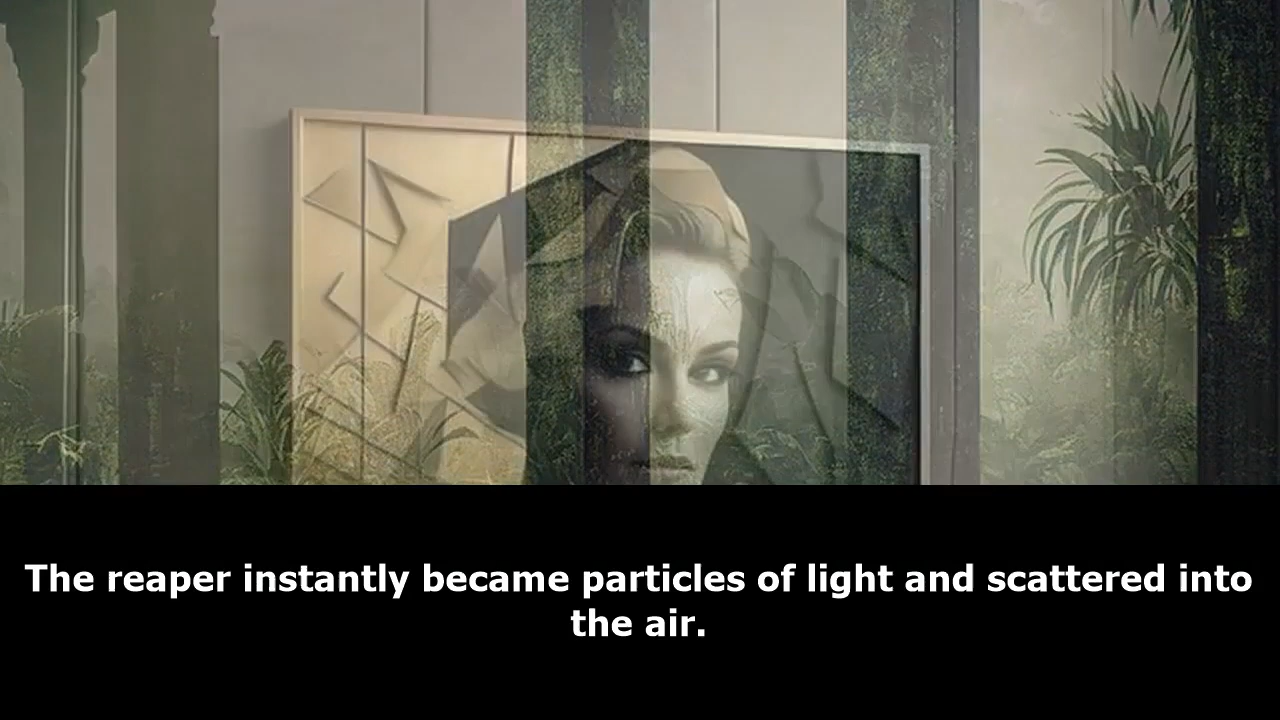 The reaper instantly became particles of light and scattered into
the air.